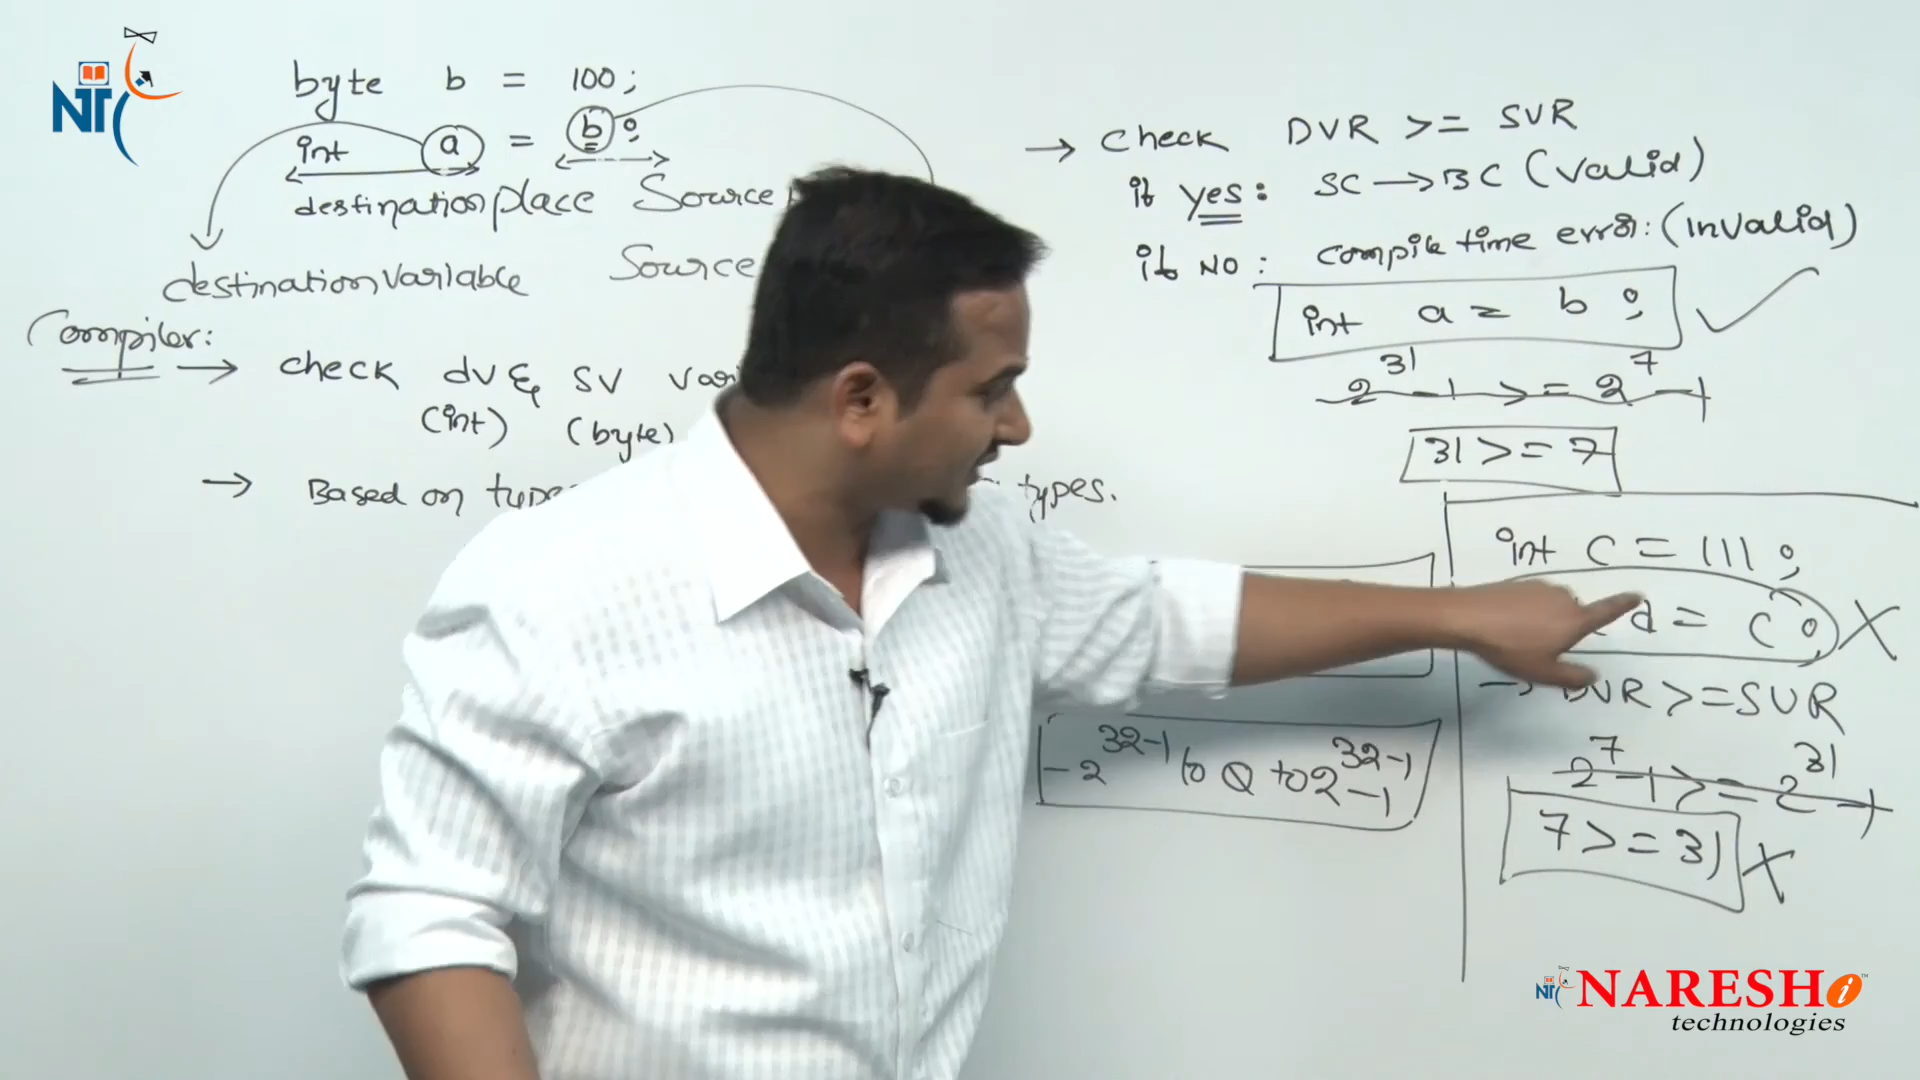 NTC
byte b = 100;
int a = b;
destination place Source
destination variable Source
Compiler:
→ check dv & SV vari
(int) (byte)
→ Based on types types.
→ check DVR >= SVR
if yes: SC → BC (valid)
if NO: compile time error: (invalid)
int a = b;
2^31-1 >= 2^7-1
31 >= 7
int c = 111;
d = c; X
→ DVR >= SVR
2^7-1 >= 2^31-1
7 >= 31 X
-2^32-1 to 0 to 2^32-1-1
NT
NARESH i
technologies